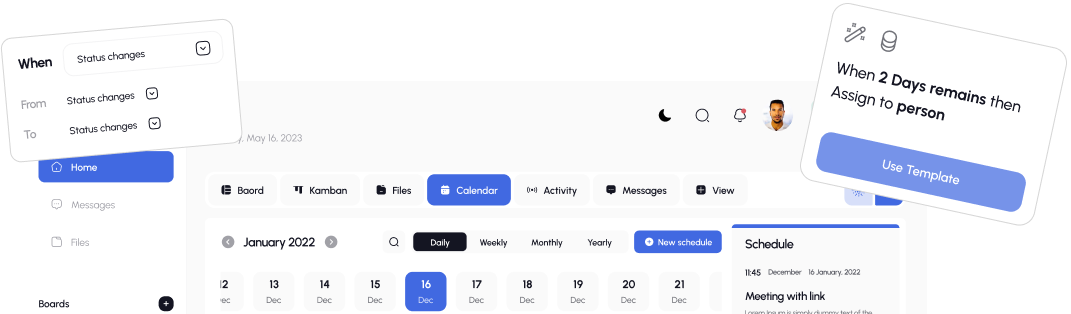 When Status changes
From Status changes
To Status changes
When 2 Days remains then
Assign to person
Use Template
May 16, 2023
Home
Messages
Files
Boards
Baord Kamban Files Calendar Activity Messages View
January 2022
Daily Weekly Monthly Yearly
New schedule
12 13 14 15 16 17 18 19 20 21
Dec Dec Dec Dec Dec Dec Dec Dec Dec
Schedule
11:45 December 16 January, 2022
Meeting with link
Lorem Ipsum is simply dummy text of the